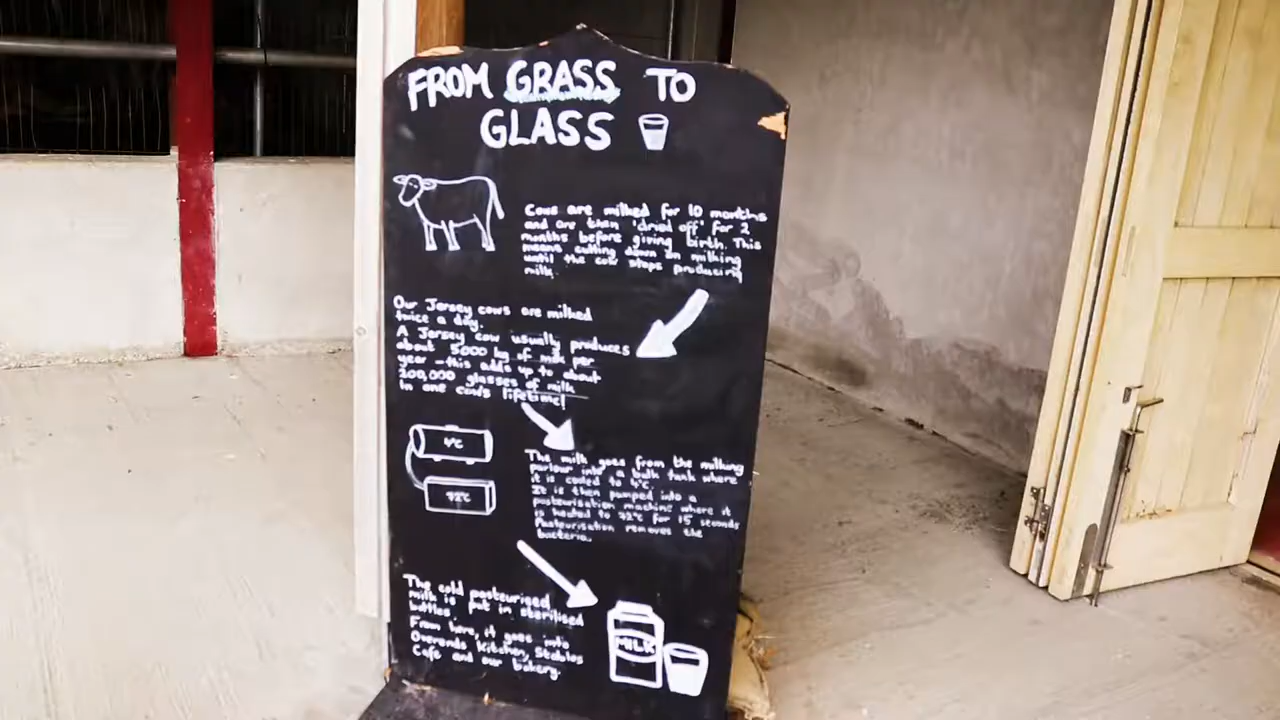 FROM GRASS TO
GLASS
Cows are milked for 10 months
and are then 'dried off' for 2
months before giving birth. This
means cutting down on milking
until the cow stops producing
milk.
Our Jersey cows are milked
twice a day.
A Jersey cow usually produces
about 5000 kg of milk per
year - this adds up to about
200,000 glasses of milk
in one cow's lifetime!
4°C
72°C
The milk goes from the milking
parlour into a bulk tank where
it is cooled to 4°C.
It is then pumped into a
pasteurisation machine where it
is heated to 72°C for 15 seconds
Pasteurisation removes the
bacteria.
The cold pasteurised
milk is put in sterilised
bottles
From here, it goes into
Overends Kitchen, Stables
Cafe and our bakery.
MILK